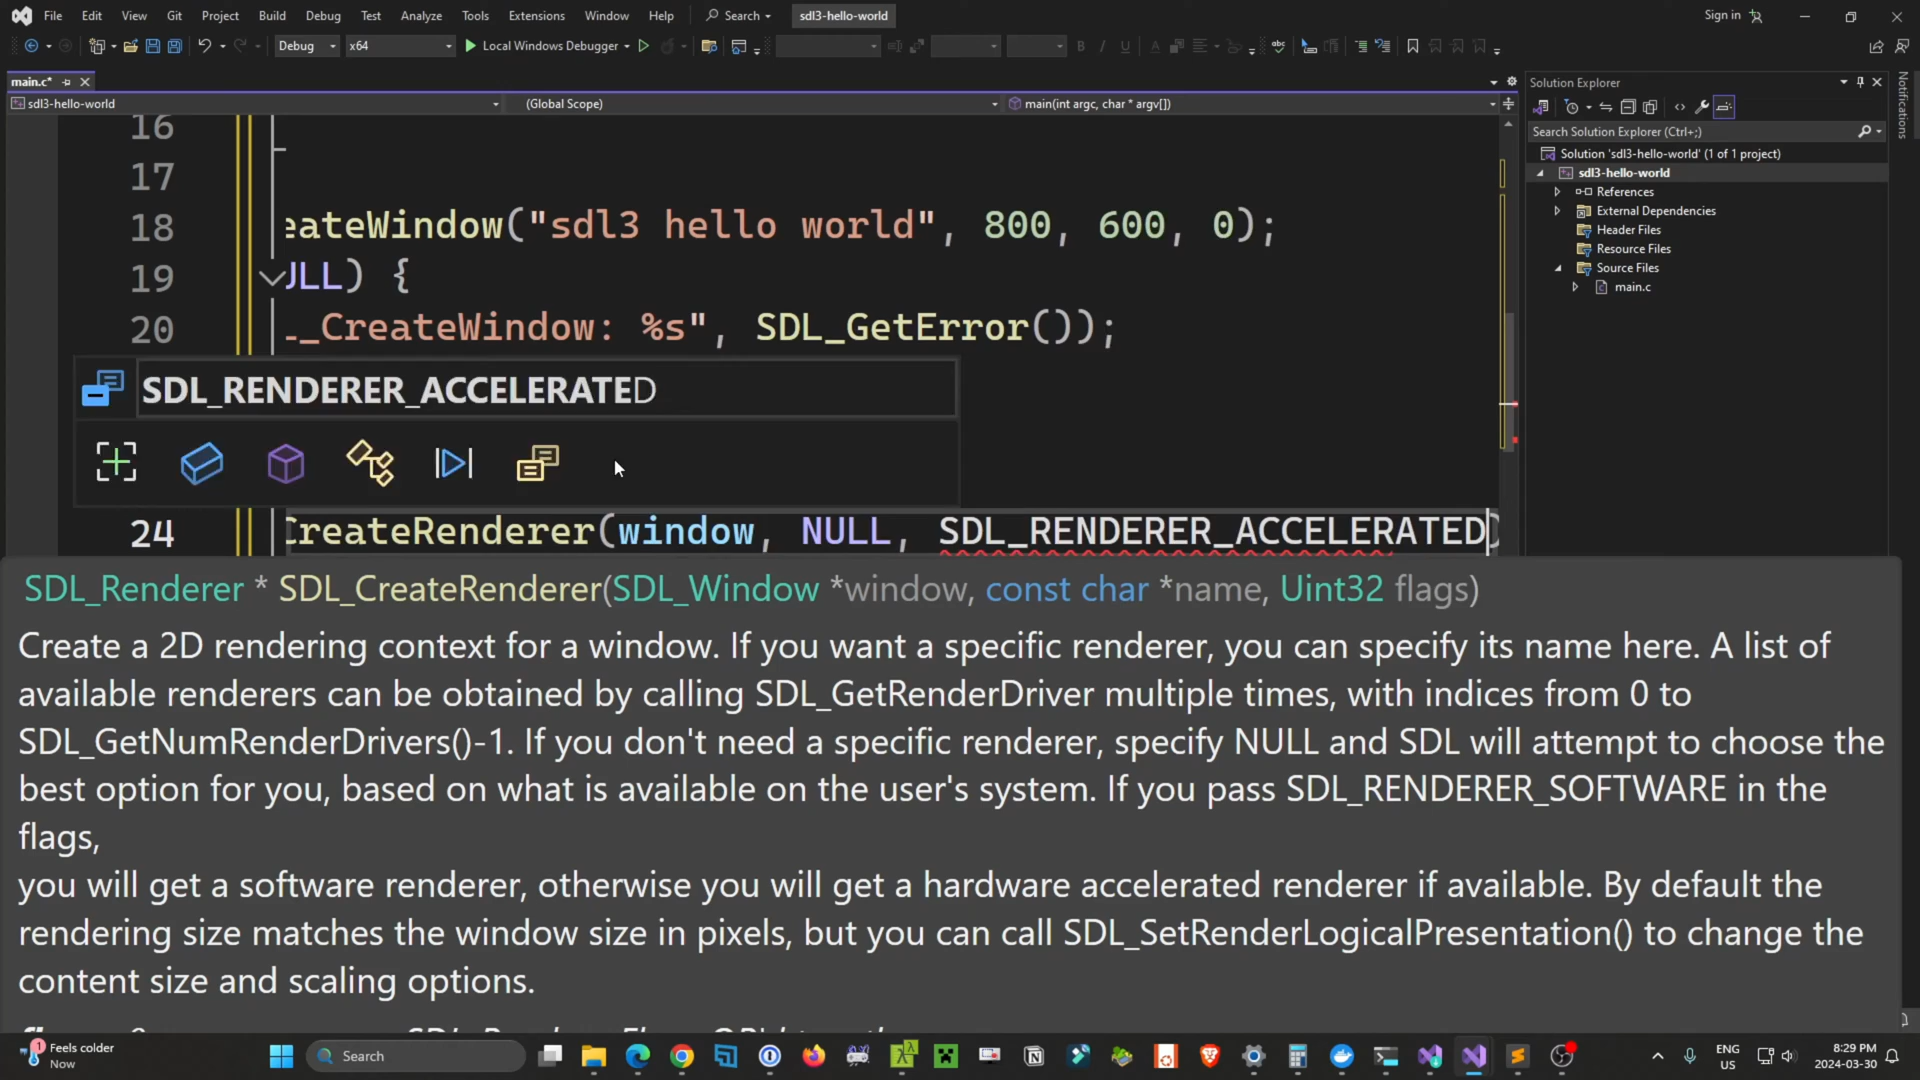 File Edit View Git Project Build Debug Test Analyze Tools Extensions Window Help Search sdl3-hello-world Sign in
Debug x64 Local Windows Debugger
main.c*
Solution Explorer
Notifications
sdl3-hello-world (Global Scope) main(int argc, char * argv[])
Search Solution Explorer (Ctrl+;)
Solution 'sdl3-hello-world' (1 of 1 project)
sdl3-hello-world
References
External Dependencies
Header Files
Resource Files
Source Files
main.c
16
17
18 eateWindow("sdl3 hello world", 800, 600, 0);
19 ULL) {
20 _CreateWindow: %s", SDL_GetError());
SDL_RENDERER_ACCELERATED
24 CreateRenderer(window, NULL, SDL_RENDERER_ACCELERATED)
SDL_Renderer * SDL_CreateRenderer(SDL_Window *window, const char *name, Uint32 flags)
Create a 2D rendering context for a window. If you want a specific renderer, you can specify its name here. A list of
available renderers can be obtained by calling SDL_GetRenderDriver multiple times, with indices from 0 to
SDL_GetNumRenderDrivers()-1. If you don't need a specific renderer, specify NULL and SDL will attempt to choose the
best option for you, based on what is available on the user's system. If you pass SDL_RENDERER_SOFTWARE in the
flags,
you will get a software renderer, otherwise you will get a hardware accelerated renderer if available. By default the
rendering size matches the window size in pixels, but you can call SDL_SetRenderLogicalPresentation() to change the
content size and scaling options.
Feels colder
Now
Search
ENG
US
8:29 PM
2024-03-30